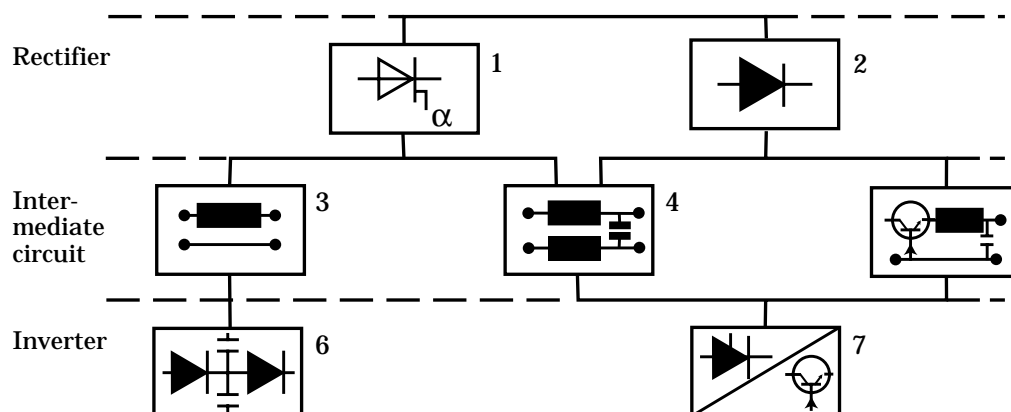 Rectifier
1
2
α
Inter-
mediate
circuit
3
4
Inverter
6
7